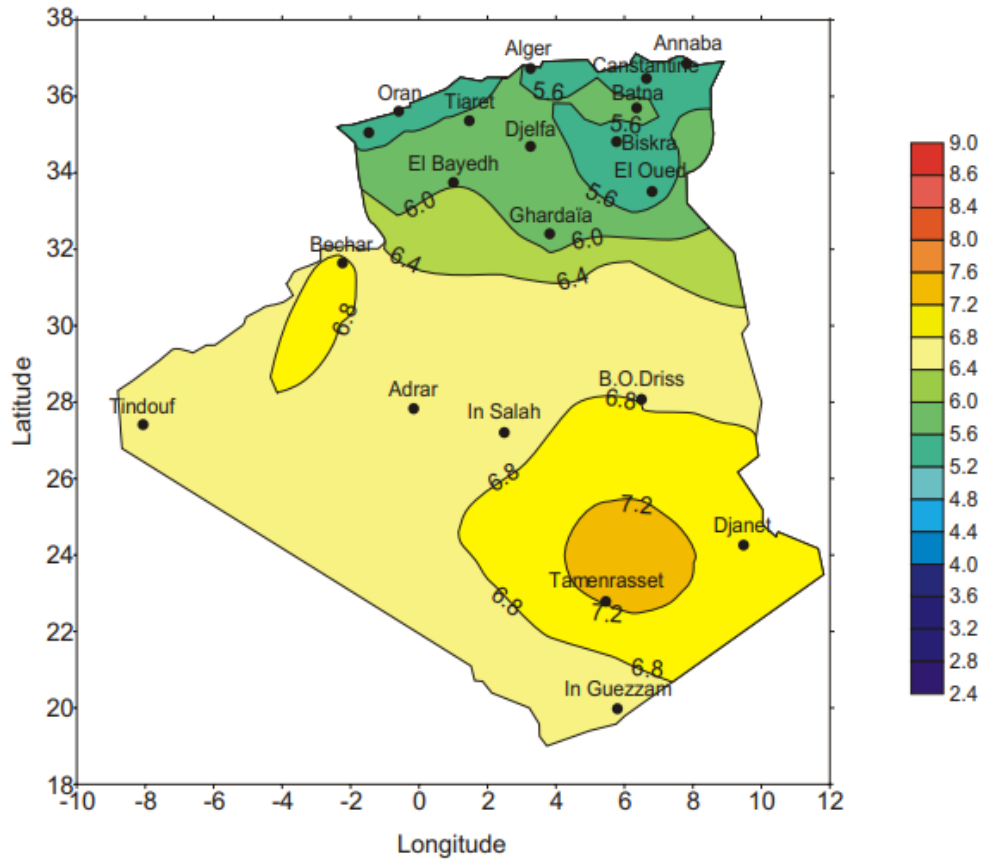 38
36
34
32
30
28
26
24
22
20
18
Latitude
-10 -8 -6 -4 -2 0 2 4 6 8 10 12
Longitude
Alger
Annaba
Canstantine
5.6
Batna
Oran
Tiaret
5.6
Djelfa
Biskra
El Bayedh
El Oued
5.6
6.0
Ghardaïa
6.0
Bechar
6.4
6.4
6.8
B.O.Driss
Adrar
6.8
Tindouf
In Salah
6.8
7.2
Djanet
Tamenrasset
6.8
7.2
6.8
In Guezzam
9.0
8.6
8.4
8.0
7.6
7.2
6.8
6.4
6.0
5.6
5.2
4.8
4.4
4.0
3.6
3.2
2.8
2.4